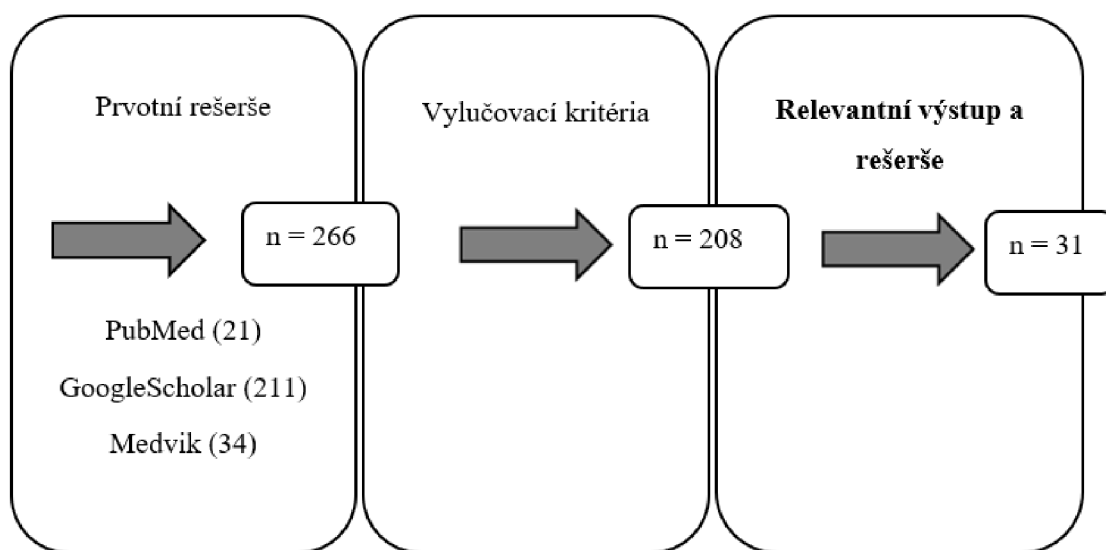 Prvotní rešerše
n = 266
PubMed (21)
GoogleScholar (211)
Medvik (34)
Vylučovací kritéria
n = 208
Relevantní výstup a
rešerše
n = 31